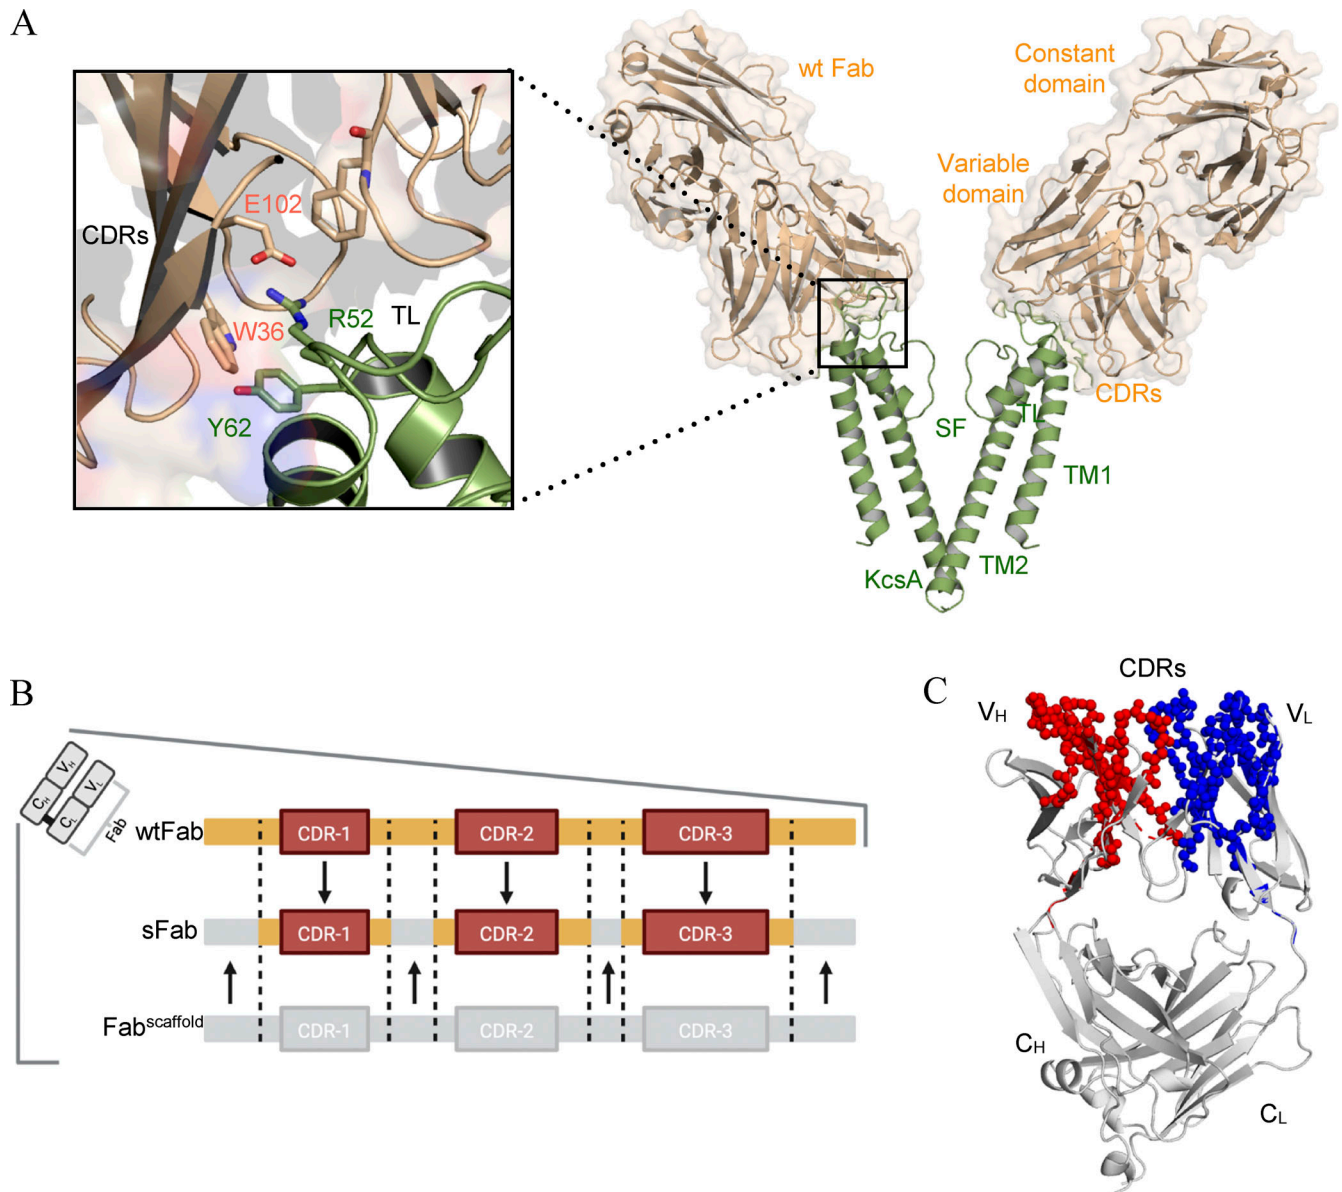 A
wt Fab
Constant
domain
Variable
domain
CDRs
E102
W36
R52
TL
Y62
CDRs
SF
TL
TM1
KcsA
TM2
B
VH
CH
VL
CL
Fab
wtFab
CDR-1
CDR-2
CDR-3
sFab
CDR-1
CDR-2
CDR-3
Fabscaffold
CDR-1
CDR-2
CDR-3
C
CDRs
VH
VL
CH
CL